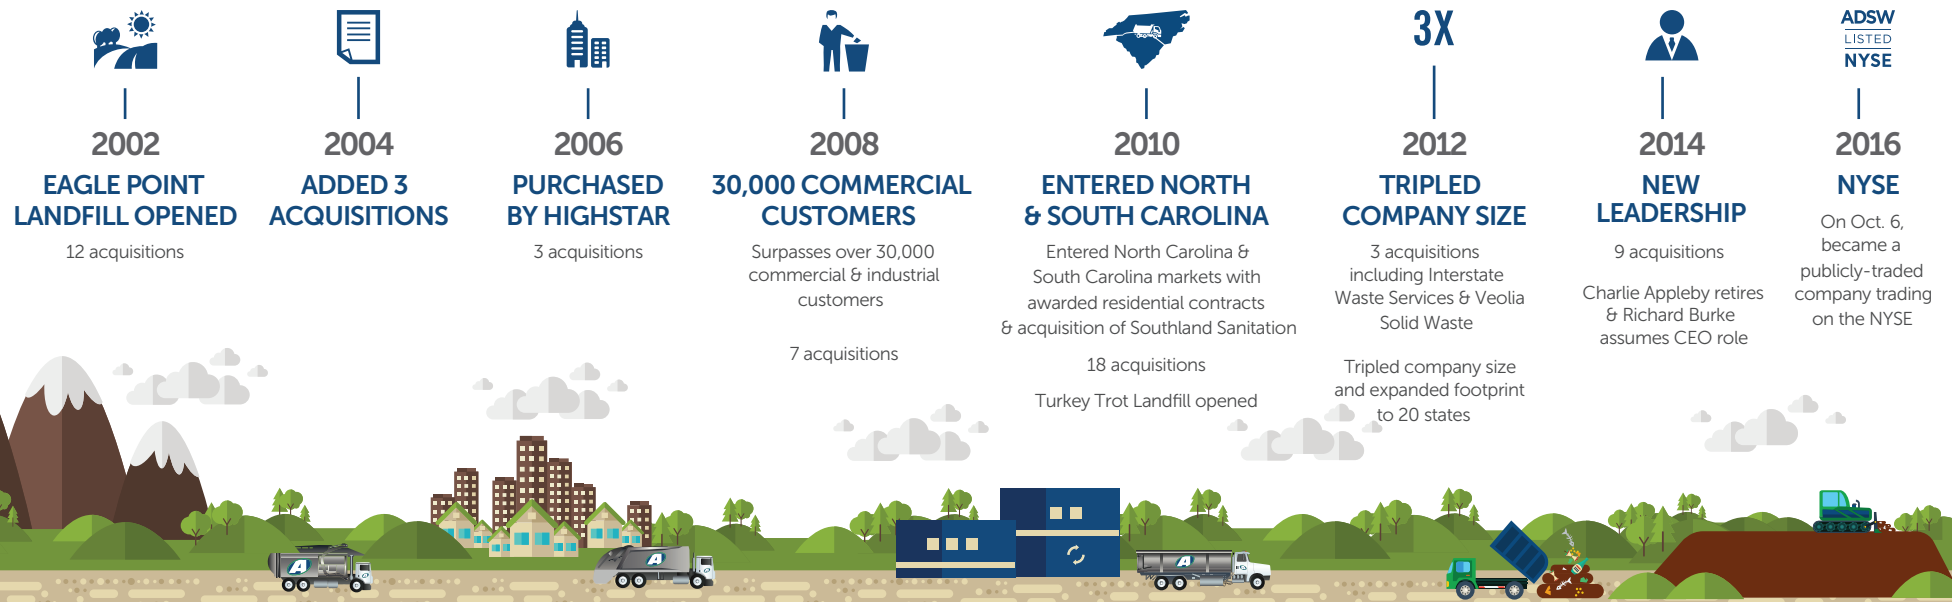 2002
EAGLE POINT
LANDFILL OPENED
12 acquisitions
2004
ADDED 3
ACQUISITIONS
2006
PURCHASED
BY HIGHSTAR
3 acquisitions
2008
30,000 COMMERCIAL
CUSTOMERS
Surpasses over 30,000
commercial & industrial
customers
7 acquisitions
2010
ENTERED NORTH
& SOUTH CAROLINA
Entered North Carolina &
South Carolina markets with
awarded residential contracts
& acquisition of Southland Sanitation
18 acquisitions
Turkey Trot Landfill opened
3X
2012
TRIPLED
COMPANY SIZE
3 acquisitions
including Interstate
Waste Services & Veolia
Solid Waste
Tripled company size
and expanded footprint
to 20 states
2014
NEW
LEADERSHIP
9 acquisitions
Charlie Appleby retires
& Richard Burke
assumes CEO role
ADSW
LISTED
NYSE
2016
NYSE
On Oct. 6,
became a
publicly-traded
company trading
on the NYSE
A
A
A